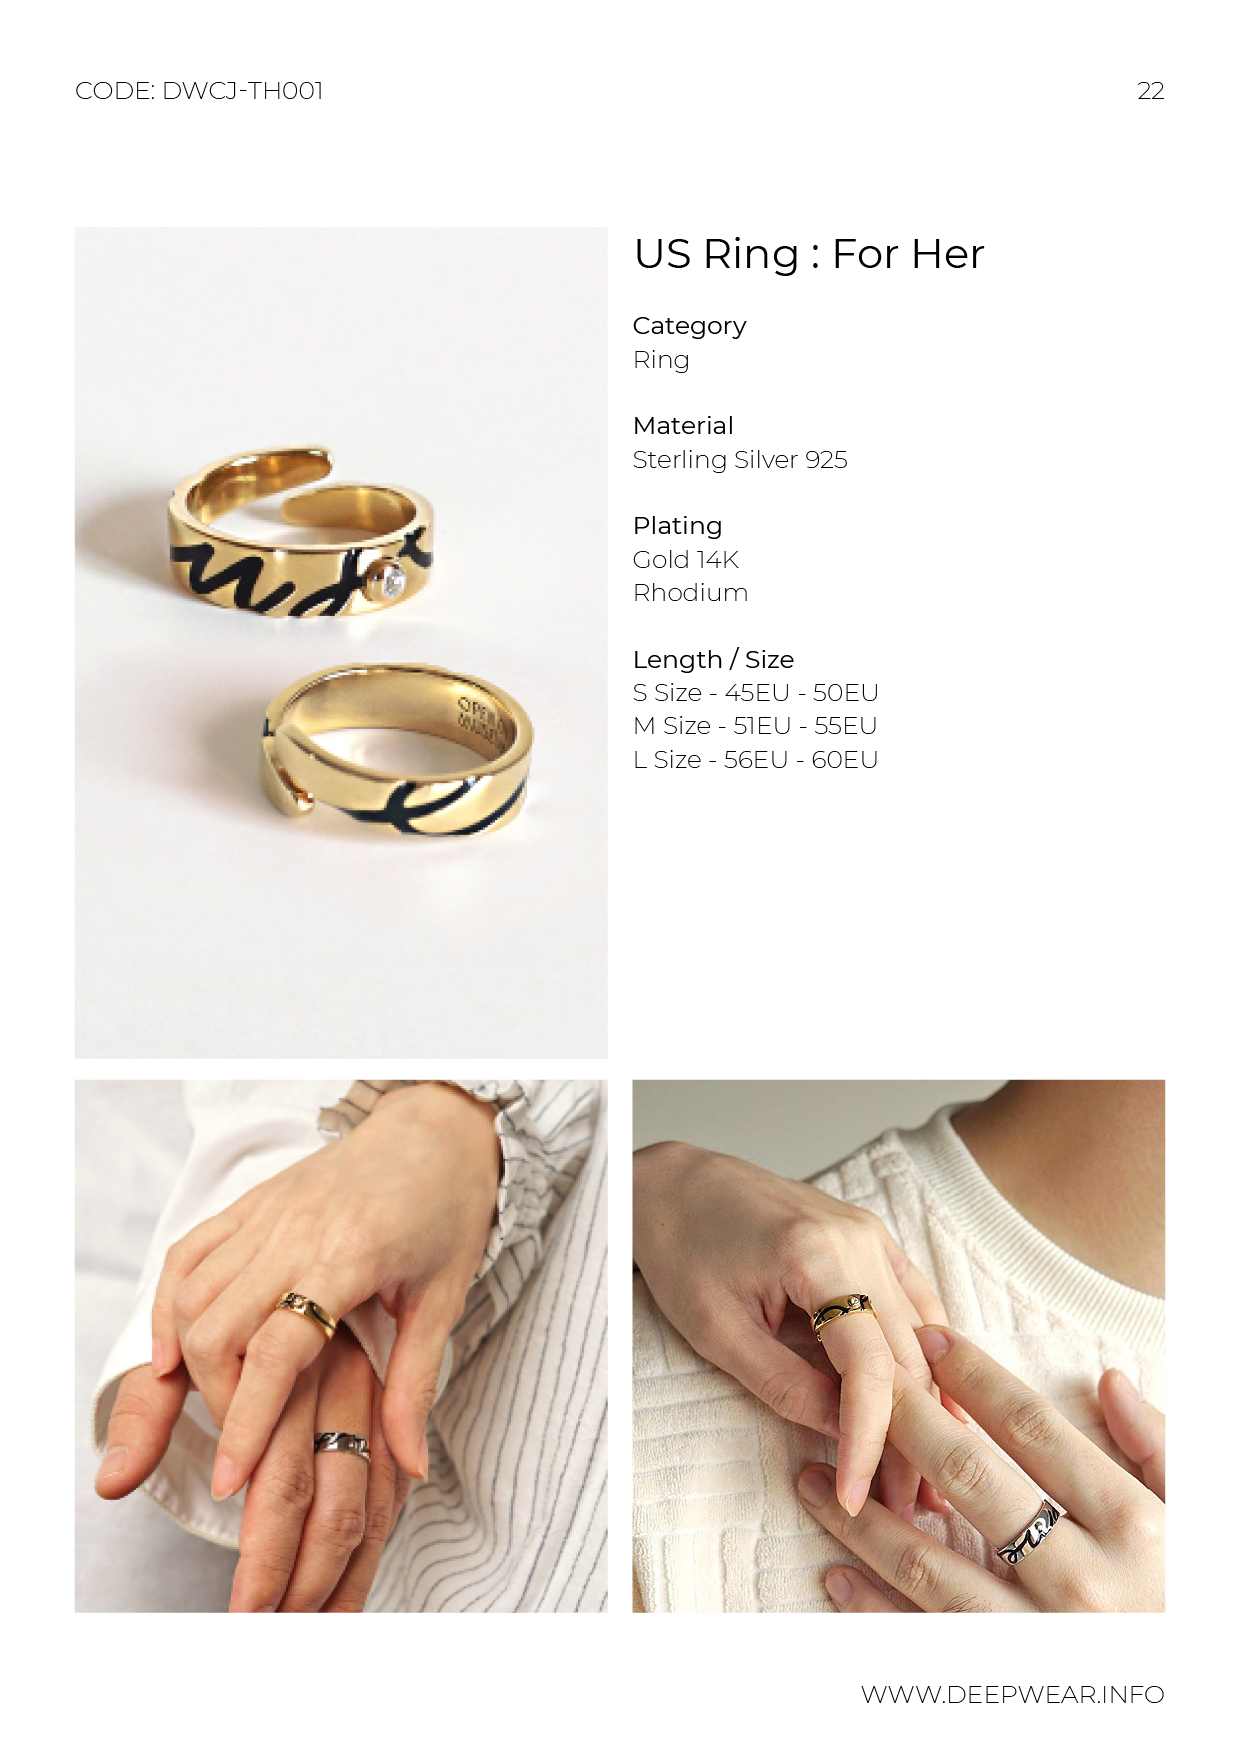 CODE: DWCJ-TH001
22
US Ring : For Her
Category
Ring
Material
Sterling Silver 925
Plating
Gold 14K
Rhodium
Length / Size
S Size - 45EU - 50EU
M Size - 51EU - 55EU
L Size - 56EU - 60EU
OPEN
WWW.DEEPWEAR.INFO